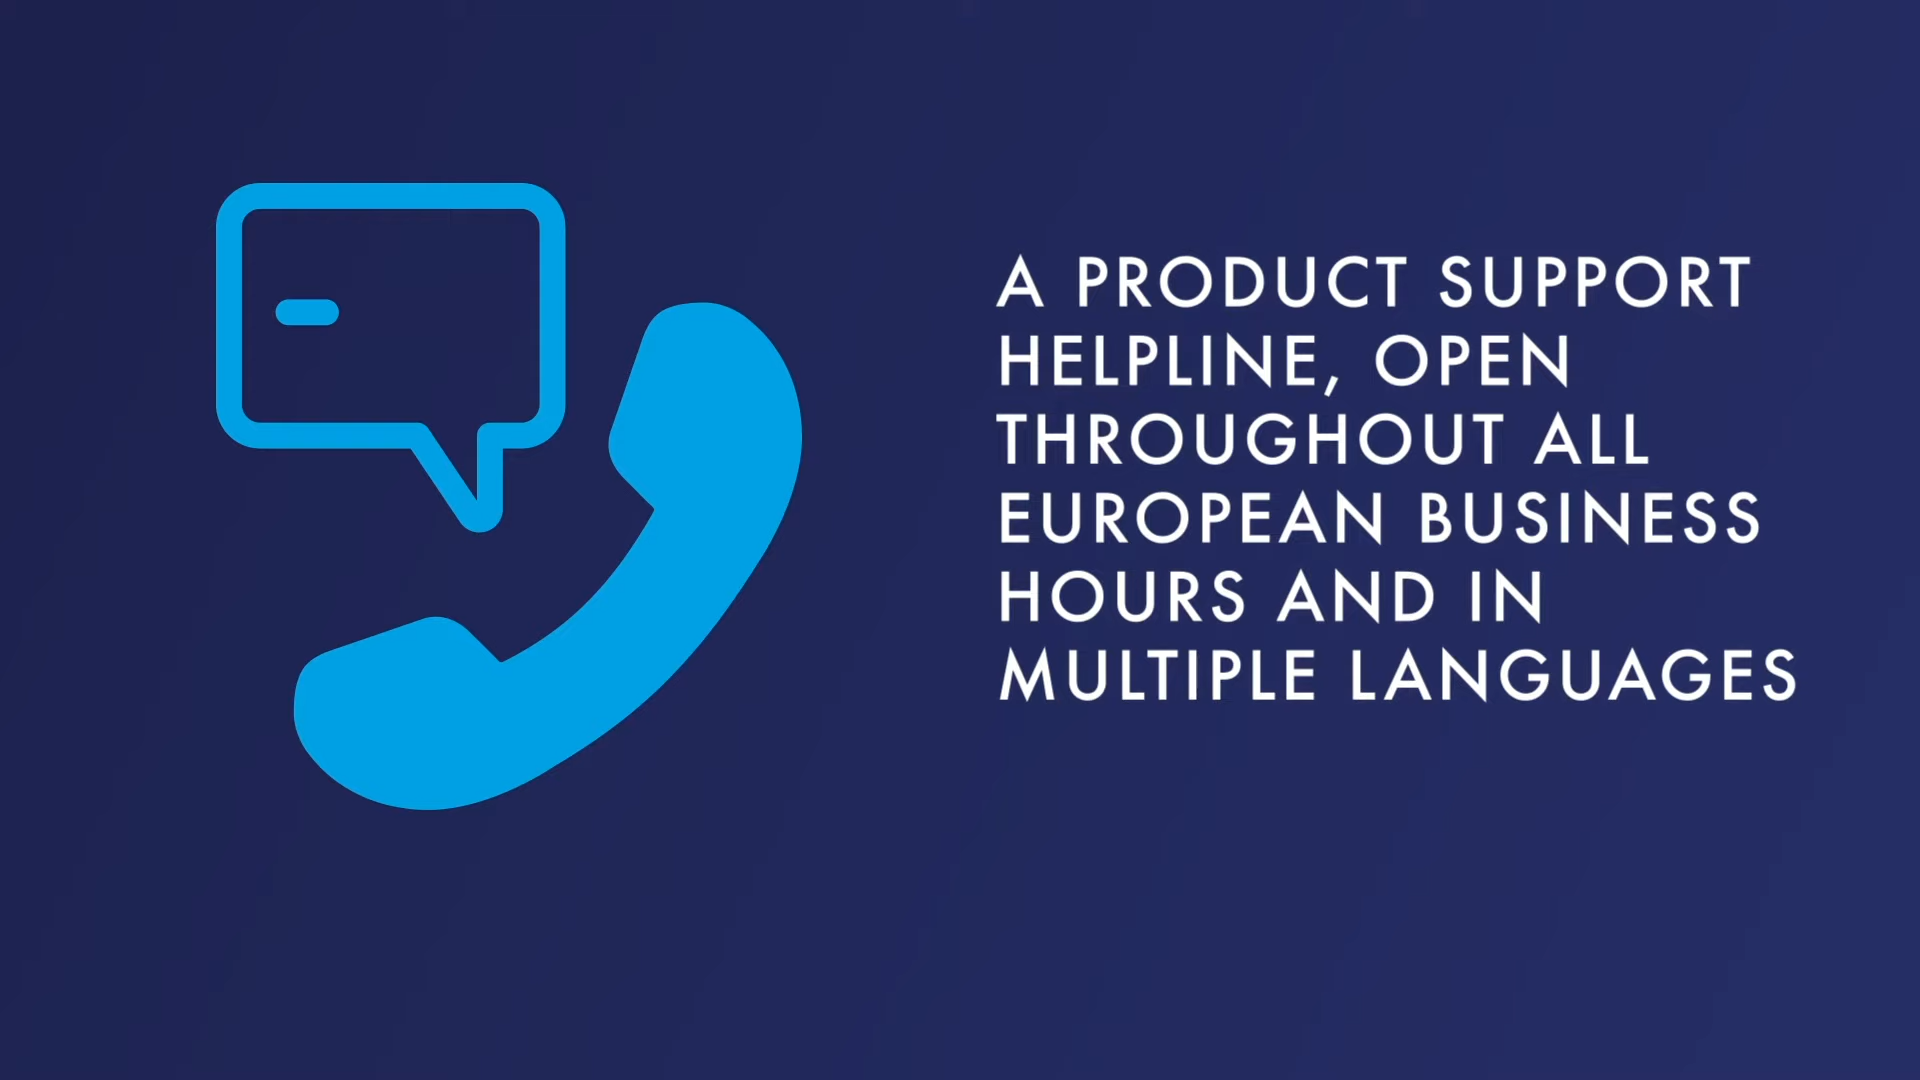 A PRODUCT SUPPORT
HELPLINE, OPEN
THROUGHOUT ALL
EUROPEAN BUSINESS
HOURS AND IN
MULTIPLE LANGUAGES